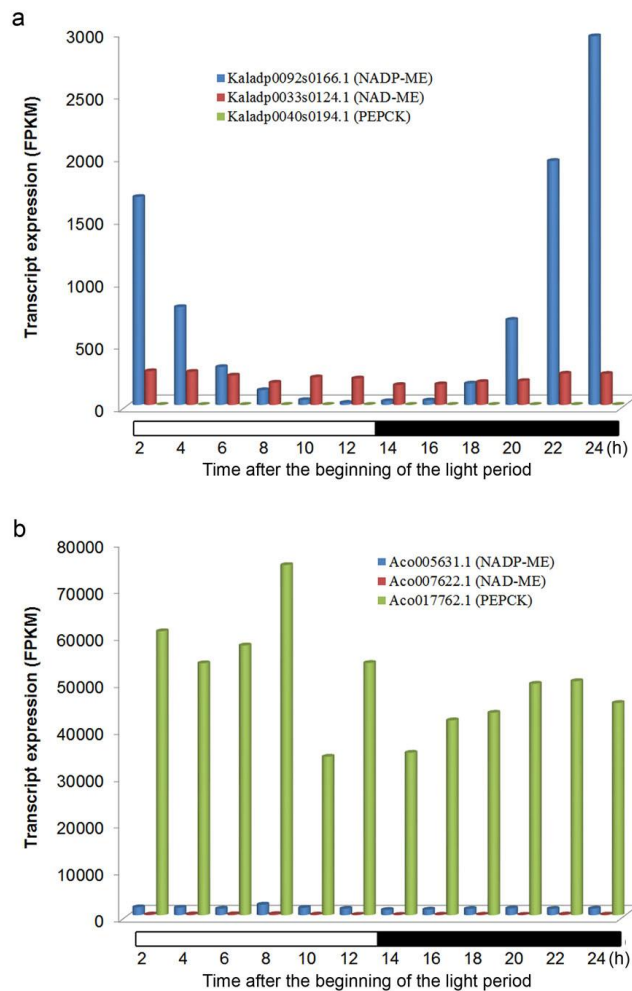 a
Transcript expression (FPKM)
3000
2500
2000
1500
1000
500
0
Kaladp0092s0166.1 (NADP-ME)
Kaladp0033s0124.1 (NAD-ME)
Kaladp0040s0194.1 (PEPCK)
2 4 6 8 10 12 14 16 18 20 22 24 (h)
Time after the beginning of the light period
b
Transcript expression (FPKM)
80000
70000
60000
50000
40000
30000
20000
10000
0
Aco005631.1 (NADP-ME)
Aco007622.1 (NAD-ME)
Aco017762.1 (PEPCK)
2 4 6 8 10 12 14 16 18 20 22 24 (h)
Time after the beginning of the light period